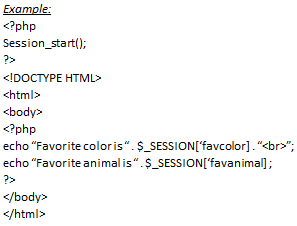 Example:
<?php
Session_start();
?>
<!DOCTYPE HTML>
<html>
<body>
<?php
echo “Favorite color is “ . $_SESSION[‘favcolor] . “<br>”;
echo “Favorite animal is “ . $_SESSION[‘favanimal] ;
?>
</body>
</html>